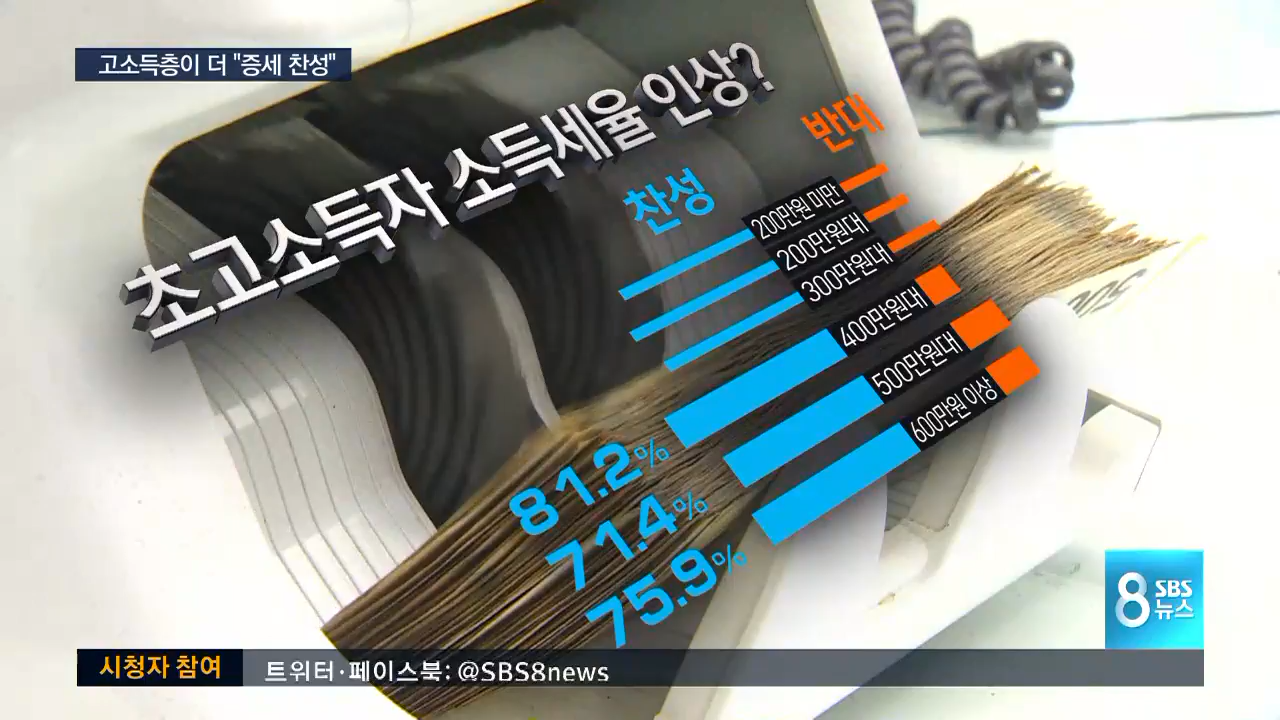 고소득층이 더 "증세 찬성"
초고소득자 소득세율 인상?
찬성
반대
200만원 미만
200만원대
300만원대
400만원대
500만원대
600만원 이상
81.2%
71.4%
75.9%
8 SBS
뉴스
시청자 참여
트위터·페이스북: @SBS8news